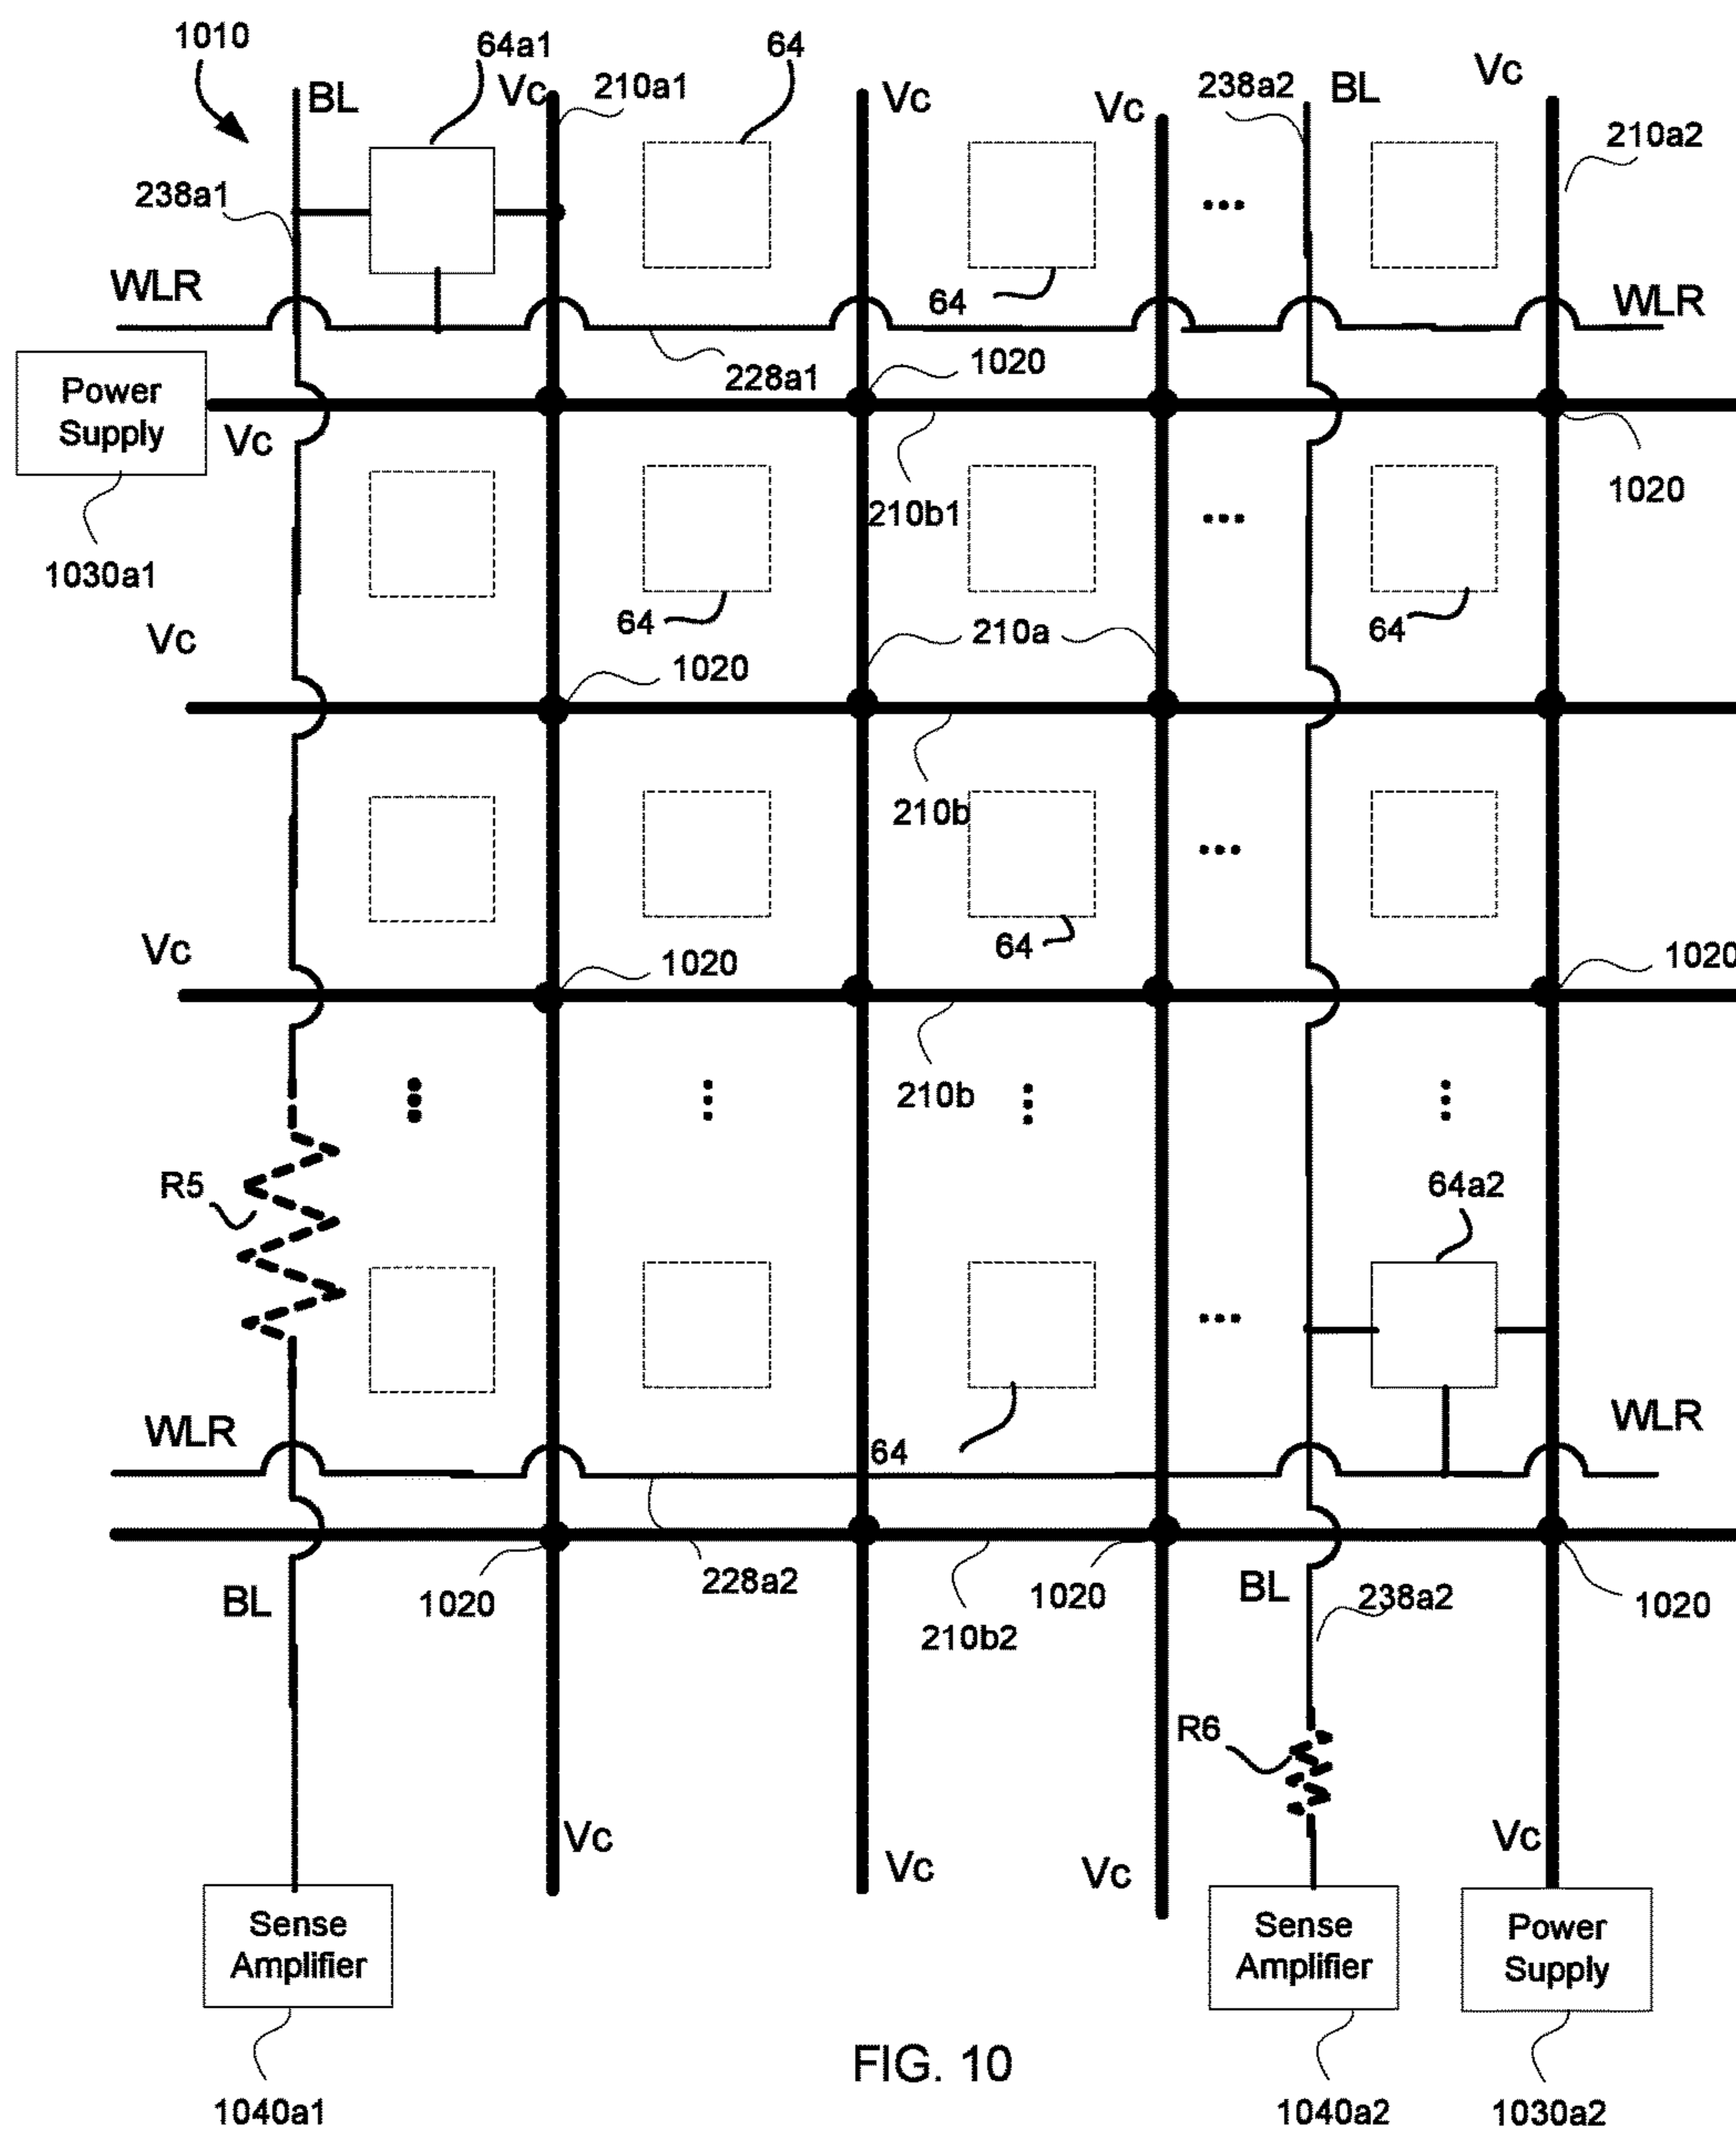 1010
64a1
64
BL
Vc
210a1
Vc
Vc
238a2
BL
Vc
210a2
238a1
WLR
64
WLR
228a1
1020
Power
Supply
Vc
210b1
1020
1030a1
Vc
64
210a
64
1020
210b
Vc
64
1020
1020
210b
R5
64a2
WLR
64
WLR
BL
1020
228a2
210b2
1020
BL
238a2
1020
R6
Vc
Vc
Vc
Vc
Sense
Amplifier
Sense
Amplifier
Power
Supply
FIG. 10
1040a1
1040a2
1030a2